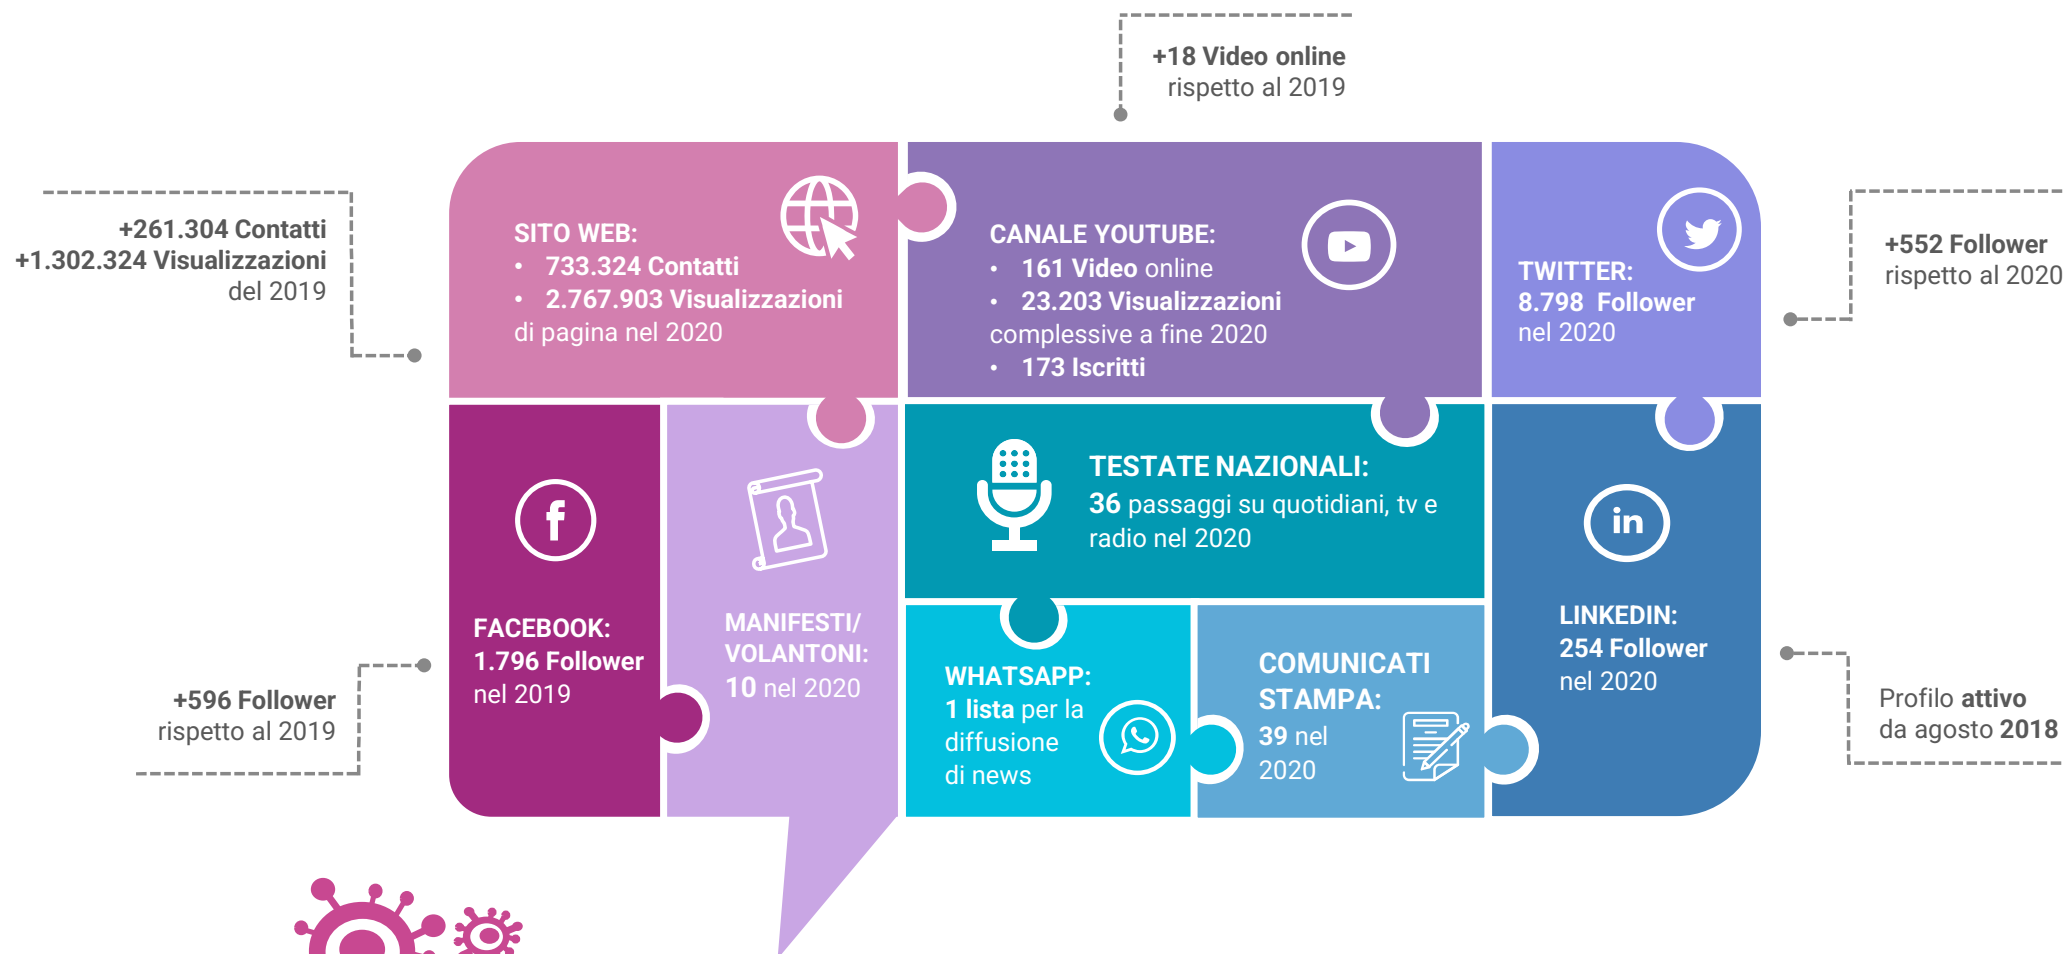 +18 Video online
rispetto al 2019
+261.304 Contatti
+1.302.324 Visualizzazioni
del 2019
SITO WEB:
• 733.324 Contatti
• 2.767.903 Visualizzazioni
di pagina nel 2020
CANALE YOUTUBE:
• 161 Video online
• 23.203 Visualizzazioni
complessive a fine 2020
• 173 Iscritti
TWITTER:
8.798 Follower
nel 2020
+552 Follower
rispetto al 2020
FACEBOOK:
1.796 Follower
nel 2019
+596 Follower
rispetto al 2019
MANIFESTI/
VOLANTONI:
10 nel 2020
TESTATE NAZIONALI:
36 passaggi su quotidiani, tv e
radio nel 2020
WHATSAPP:
1 lista per la
diffusione
di news
COMUNICATI
STAMPA:
39 nel
2020
in
LINKEDIN:
254 Follower
nel 2020
Profilo attivo
da agosto 2018